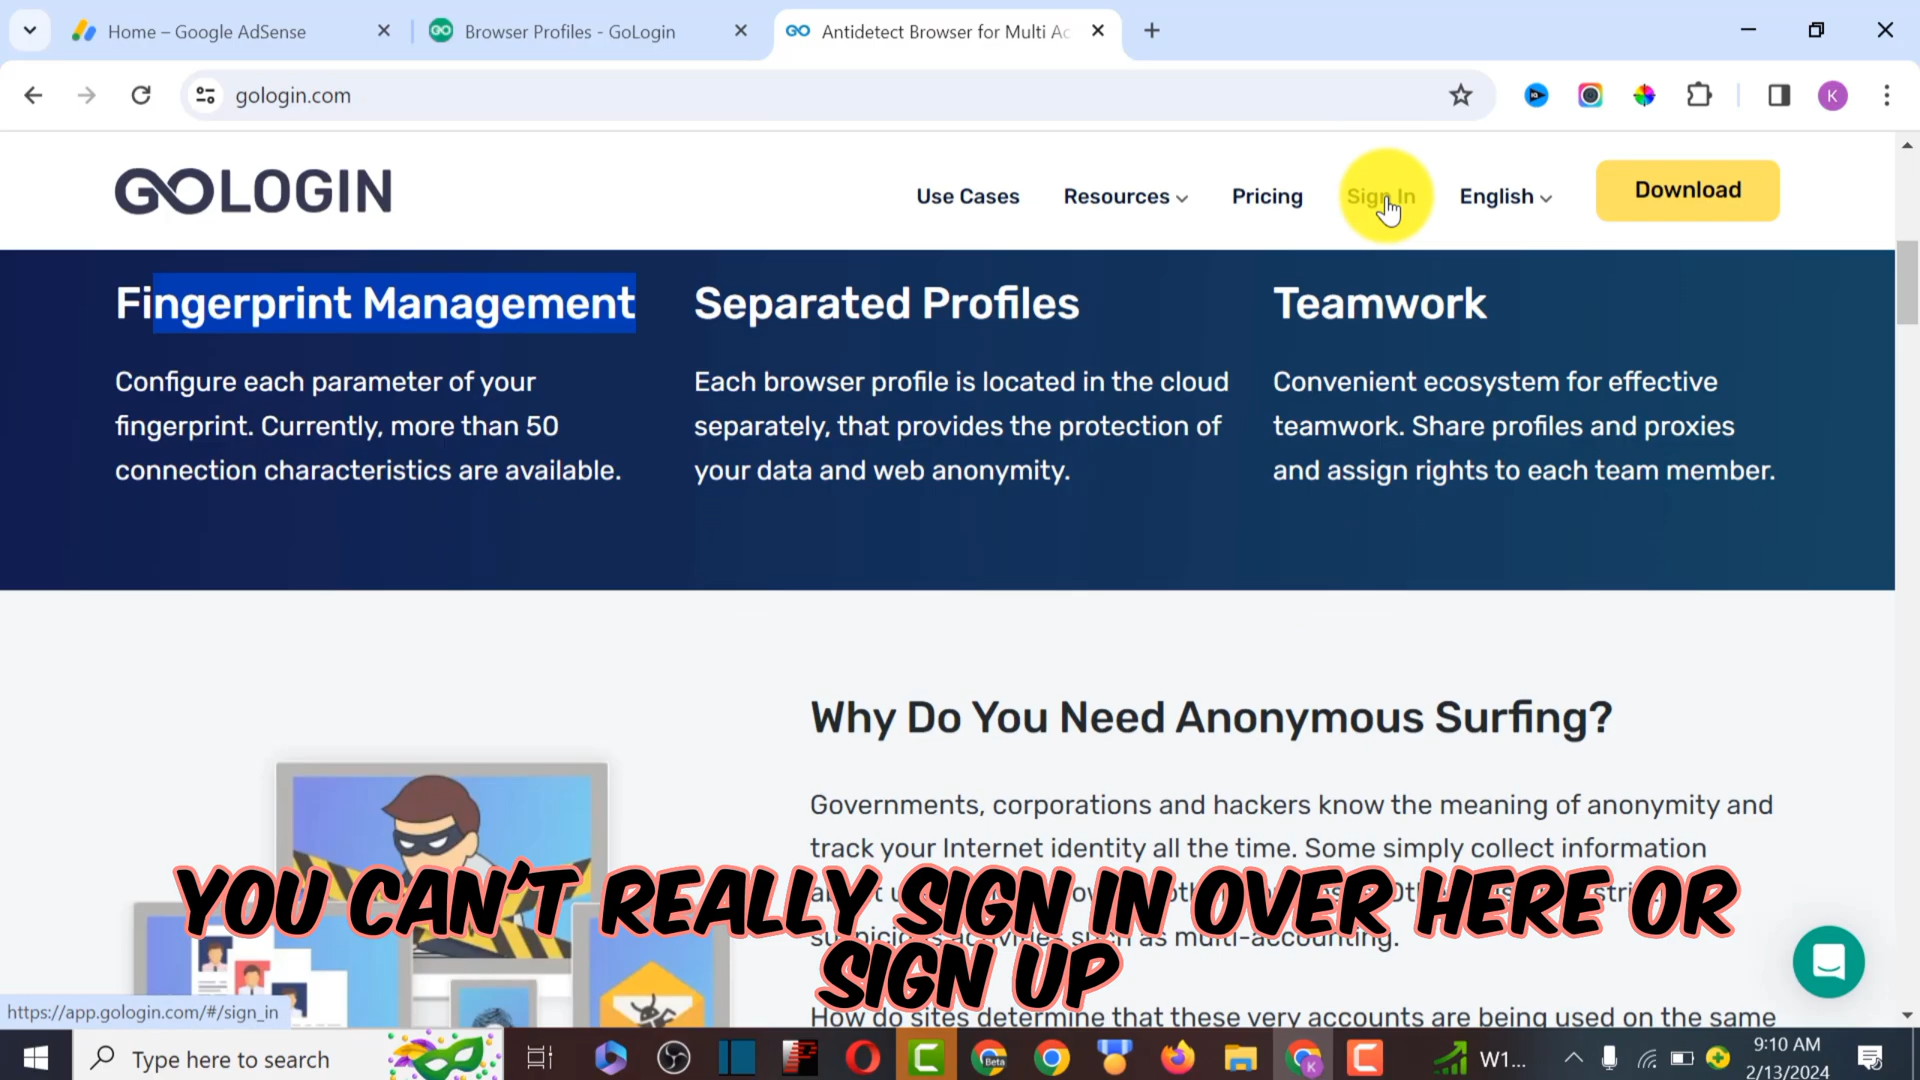 Home – Google AdSense
Browser Profiles - GoLogin
Antidetect Browser for Multi Ac
gologin.com
K
GOLOGIN
Use Cases
Resources
Pricing
Sign In
English
Download
Fingerprint Management
Configure each parameter of your
fingerprint. Currently, more than 50
connection characteristics are available.
Separated Profiles
Each browser profile is located in the cloud
separately, that provides the protection of
your data and web anonymity.
Teamwork
Convenient ecosystem for effective
teamwork. Share profiles and proxies
and assign rights to each team member.
Why Do You Need Anonymous Surfing?
Governments, corporations and hackers know the meaning of anonymity and
track your Internet identity all the time. Some simply collect information
such as multi-accounting.
How do sites determine that these very accounts are being used on the same
YOU CAN'T REALLY SIGN IN OVER HERE OR
SIGN UP
https://app.gologin.com/#/sign_in
Type here to search
Beta
K
W1...
9:10 AM
2/13/2024